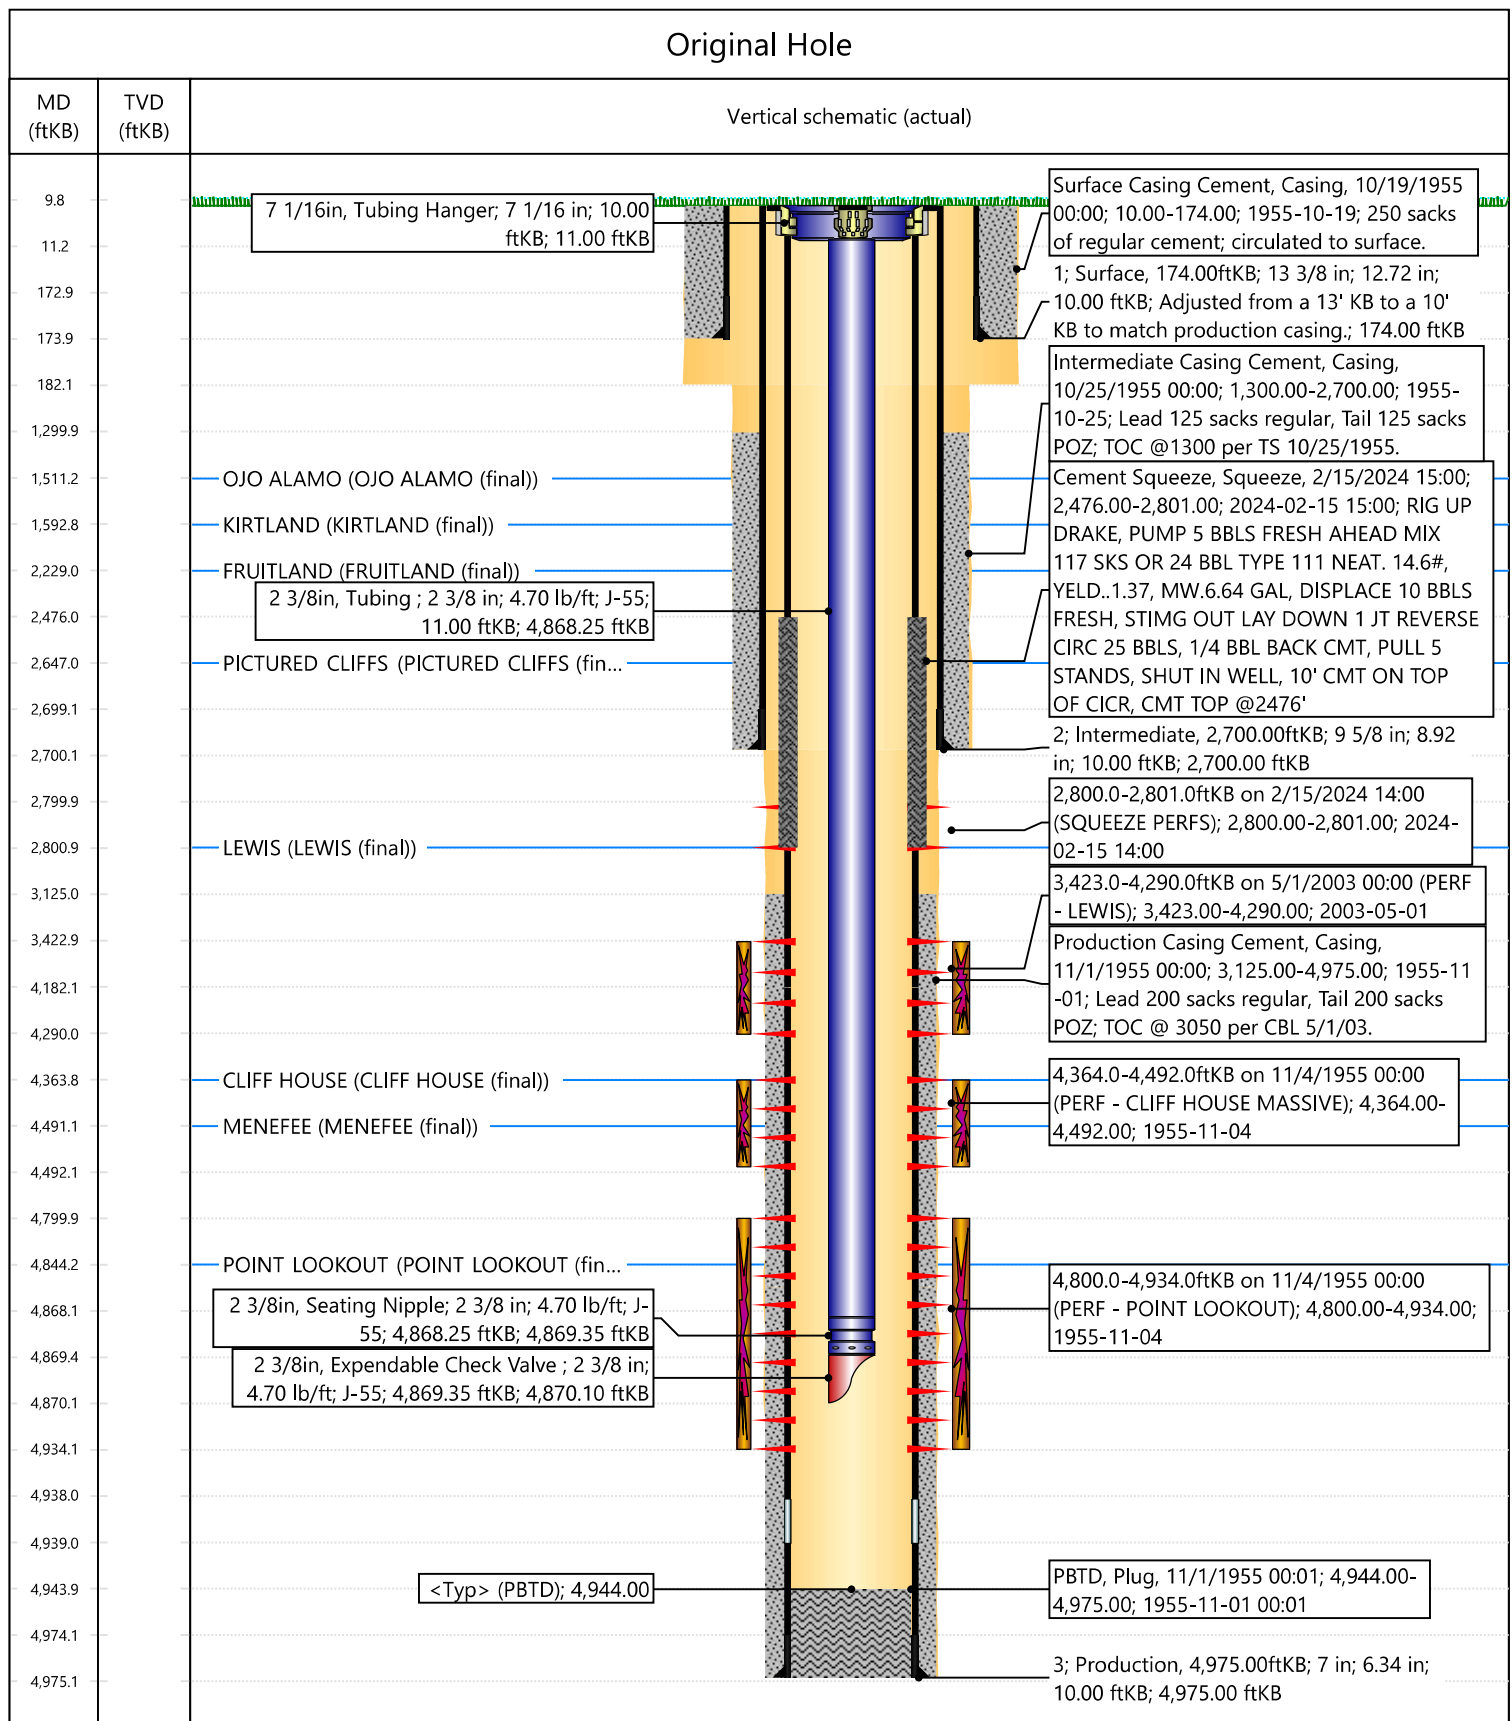 Original Hole
MD
(ftKB)
TVD
(ftKB)
Vertical schematic (actual)
9.8
11.2
172.9
173.9
182.1
1,299.9
1,511.2
1,592.8
2,229.0
2,476.0
2,647.0
2,699.1
2,700.1
2,799.9
2,800.9
3,125.0
3,422.9
4,182.1
4,290.0
4,363.8
4,491.1
4,492.1
4,799.9
4,844.2
4,868.1
4,869.4
4,870.1
4,934.1
4,938.0
4,939.0
4,943.9
4,974.1
4,975.1
7 1/16in, Tubing Hanger; 7 1/16 in; 10.00
ftKB; 11.00 ftKB
OJO ALAMO (OJO ALAMO (final))
KIRTLAND (KIRTLAND (final))
FRUITLAND (FRUITLAND (final))
2 3/8in, Tubing ; 2 3/8 in; 4.70 lb/ft; J-55;
11.00 ftKB; 4,868.25 ftKB
PICTURED CLIFFS (PICTURED CLIFFS (fin...
LEWIS (LEWIS (final))
CLIFF HOUSE (CLIFF HOUSE (final))
MENEFEE (MENEFEE (final))
POINT LOOKOUT (POINT LOOKOUT (fin...
2 3/8in, Seating Nipple; 2 3/8 in; 4.70 lb/ft; J-
55; 4,868.25 ftKB; 4,869.35 ftKB
2 3/8in, Expendable Check Valve ; 2 3/8 in;
4.70 lb/ft; J-55; 4,869.35 ftKB; 4,870.10 ftKB
<Typ> (PBTD); 4,944.00
Surface Casing Cement, Casing, 10/19/1955
00:00; 10.00-174.00; 1955-10-19; 250 sacks
of regular cement; circulated to surface.
1; Surface, 174.00ftKB; 13 3/8 in; 12.72 in;
10.00 ftKB; Adjusted from a 13' KB to a 10'
KB to match production casing.; 174.00 ftKB
Intermediate Casing Cement, Casing,
10/25/1955 00:00; 1,300.00-2,700.00; 1955-
10-25; Lead 125 sacks regular, Tail 125 sacks
POZ; TOC @1300 per TS 10/25/1955.
Cement Squeeze, Squeeze, 2/15/2024 15:00;
2,476.00-2,801.00; 2024-02-15 15:00; RIG UP
DRAKE, PUMP 5 BBLS FRESH AHEAD MIX
117 SKS OR 24 BBL TYPE 111 NEAT. 14.6#,
YELD..1.37, MW.6.64 GAL, DISPLACE 10 BBLS
FRESH, STIMG OUT LAY DOWN 1 JT REVERSE
CIRC 25 BBLS, 1/4 BBL BACK CMT, PULL 5
STANDS, SHUT IN WELL, 10' CMT ON TOP
OF CICR, CMT TOP @2476'
2; Intermediate, 2,700.00ftKB; 9 5/8 in; 8.92
in; 10.00 ftKB; 2,700.00 ftKB
2,800.0-2,801.0ftKB on 2/15/2024 14:00
(SQUEEZE PERFS); 2,800.00-2,801.00; 2024-
02-15 14:00
3,423.0-4,290.0ftKB on 5/1/2003 00:00 (PERF
- LEWIS); 3,423.00-4,290.00; 2003-05-01
Production Casing Cement, Casing,
11/1/1955 00:00; 3,125.00-4,975.00; 1955-11
-01; Lead 200 sacks regular, Tail 200 sacks
POZ; TOC @ 3050 per CBL 5/1/03.
4,364.0-4,492.0ftKB on 11/4/1955 00:00
(PERF - CLIFF HOUSE MASSIVE); 4,364.00-
4,492.00; 1955-11-04
4,800.0-4,934.0ftKB on 11/4/1955 00:00
(PERF - POINT LOOKOUT); 4,800.00-4,934.00;
1955-11-04
PBTD, Plug, 11/1/1955 00:01; 4,944.00-
4,975.00; 1955-11-01 00:01
3; Production, 4,975.00ftKB; 7 in; 6.34 in;
10.00 ftKB; 4,975.00 ftKB